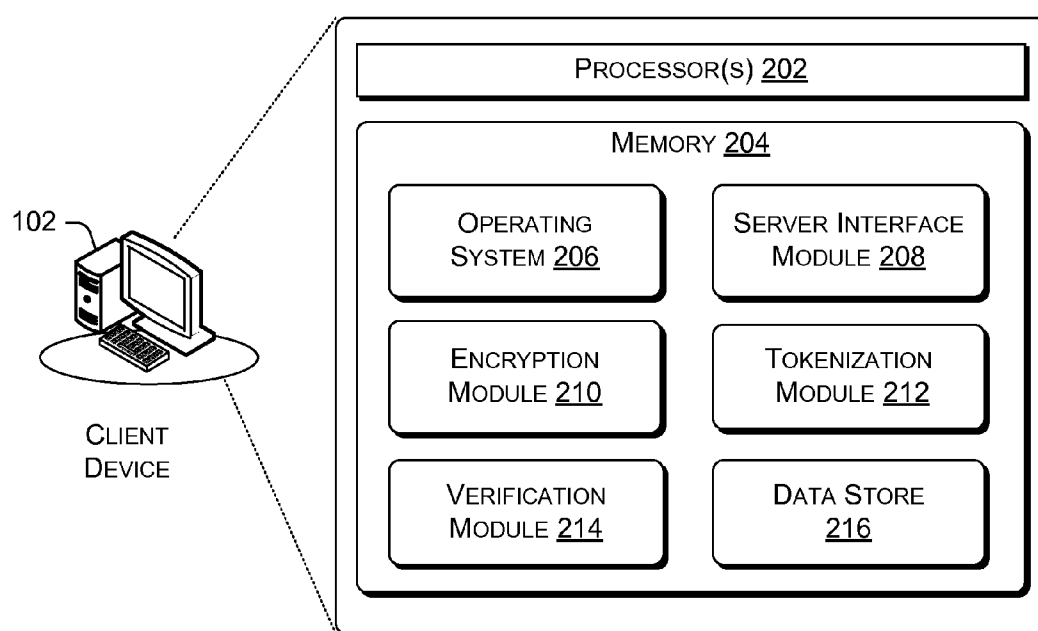 PROCESSOR(S) 202
MEMORY 204
OPERATING
SYSTEM 206
SERVER INTERFACE
MODULE 208
102
ENCRYPTION
MODULE 210
TOKENIZATION
MODULE 212
CLIENT
DEVICE
VERIFICATION
MODULE 214
DATA STORE
216